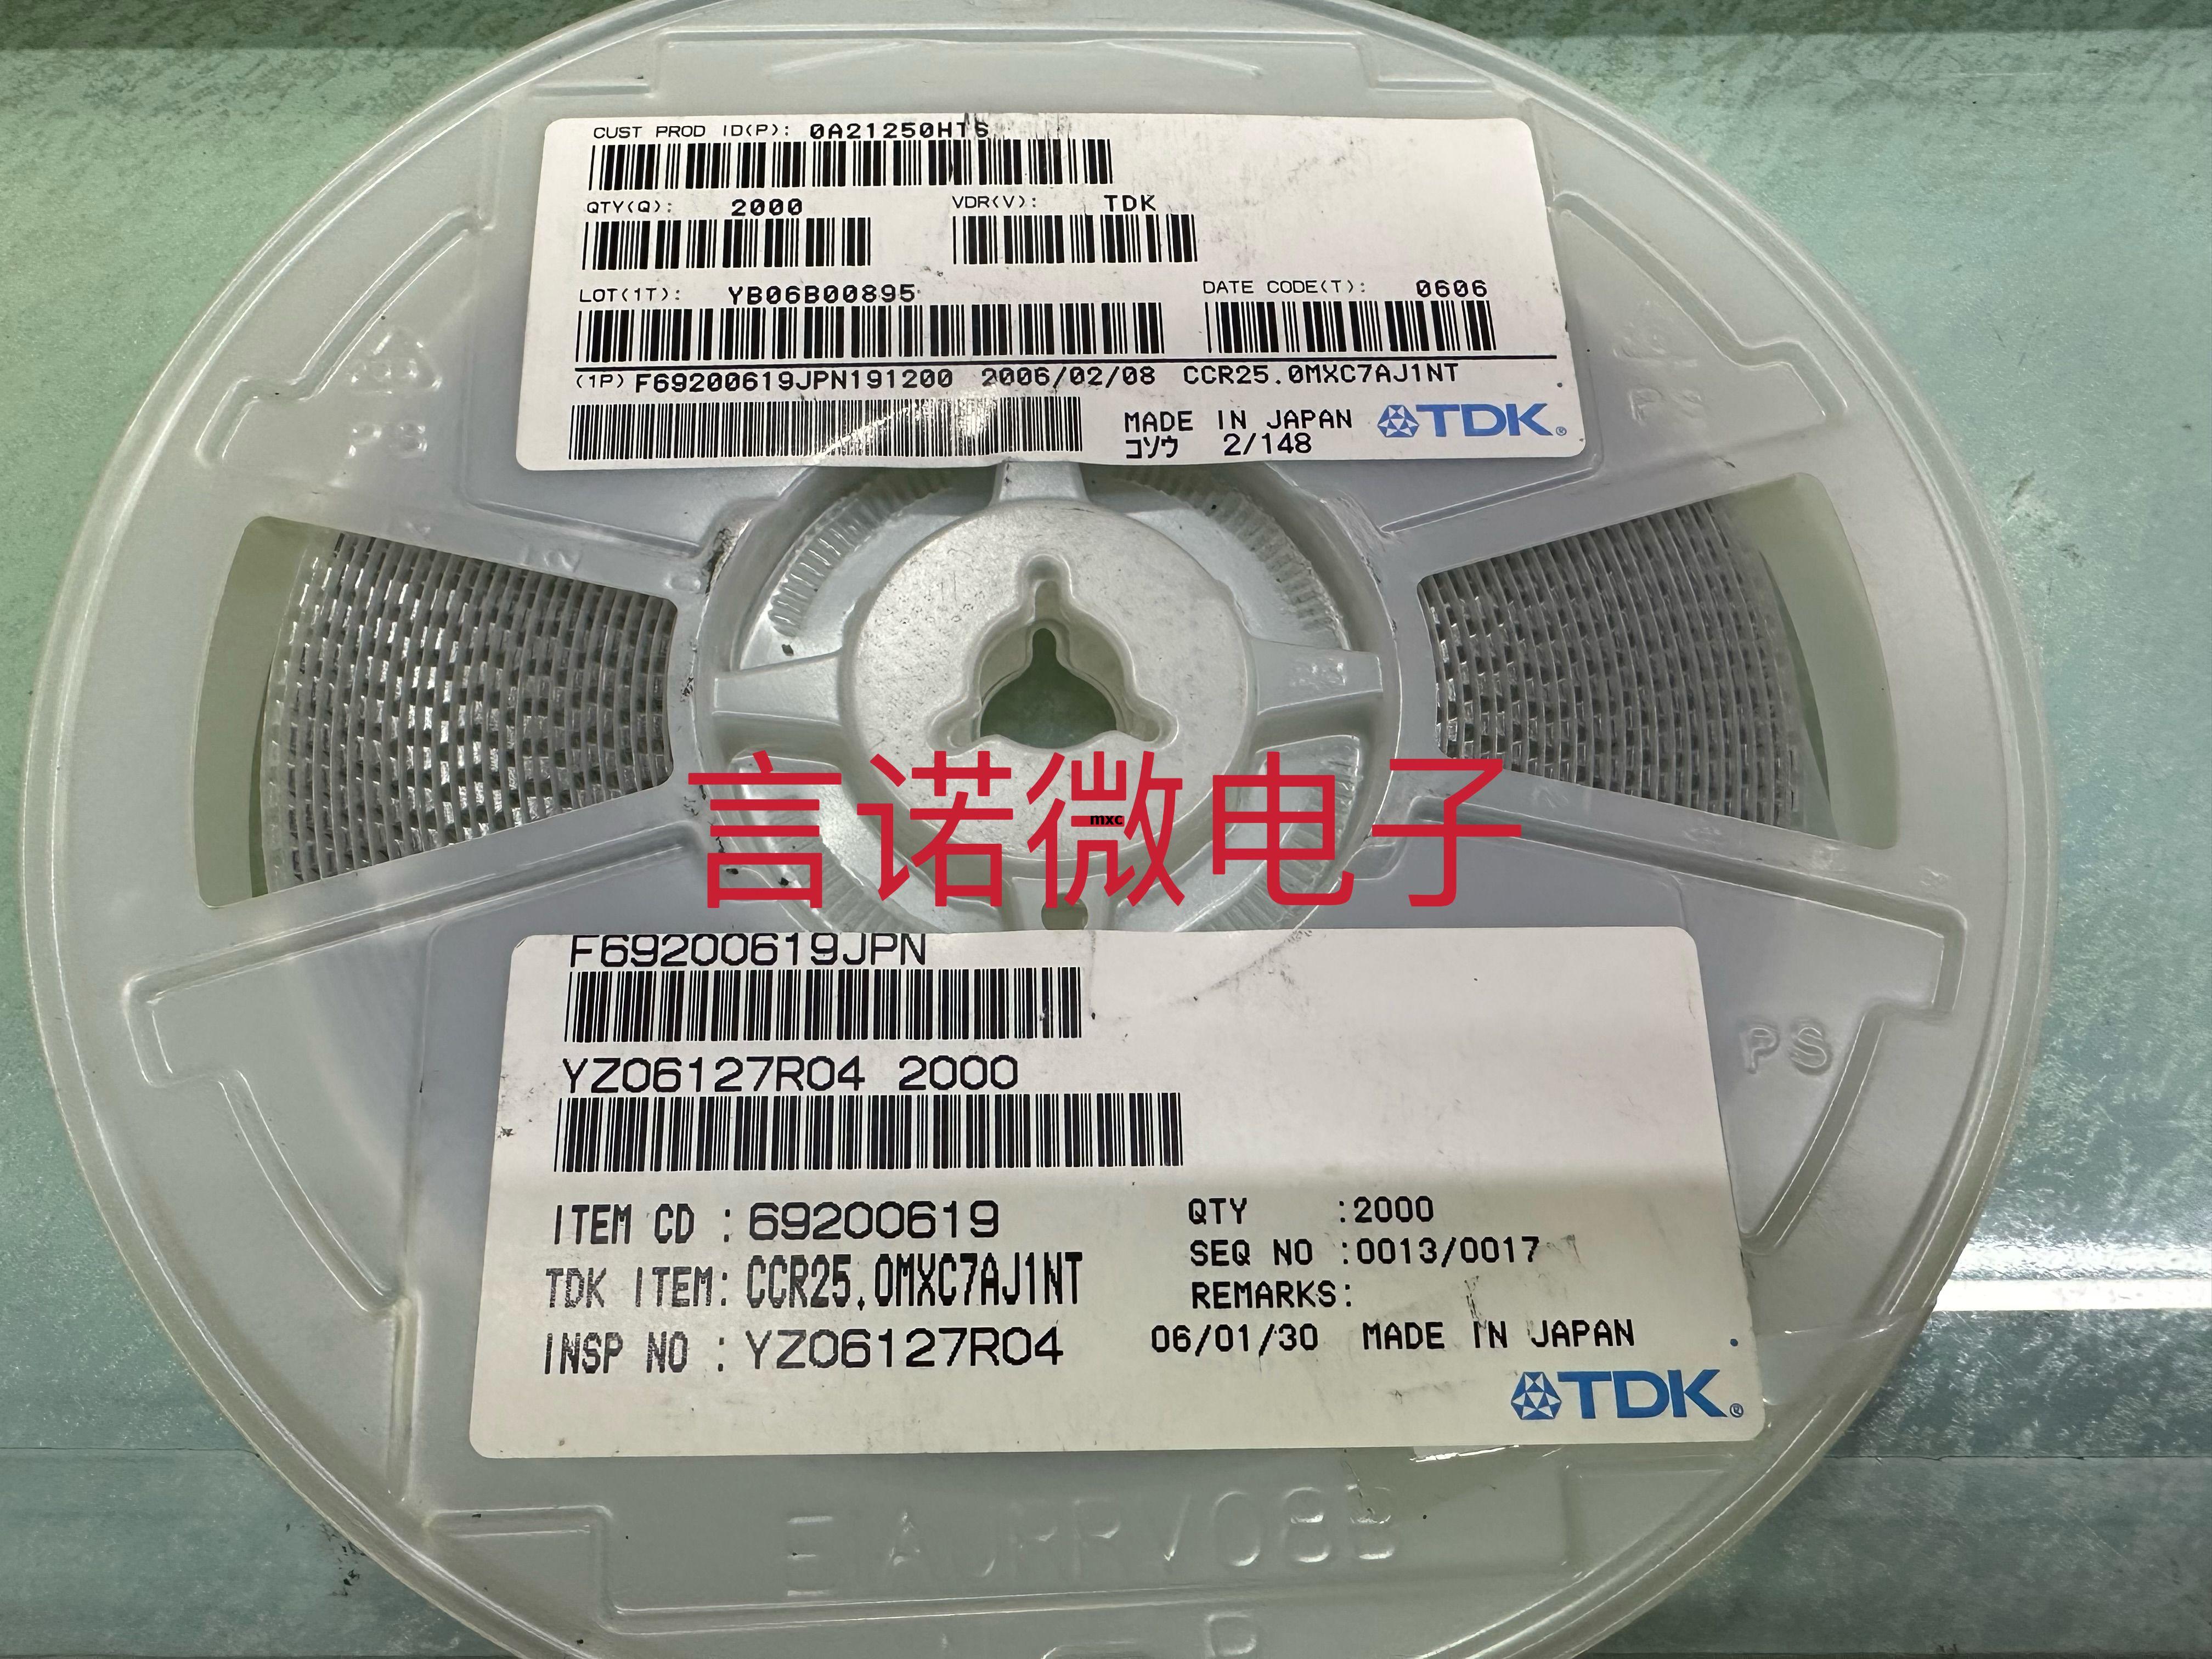 CUST PROD ID(P): 0A21250HTS
QTY(Q): 2000 VDR(V): TDK
LOT(1T): YB06B00895 DATE CODE(T): 0606
(1P) F69200619JPN191200 2006/02/08 CCR25.0MXC7AJ1NT
MADE IN JAPAN TDK®
コソウ 2/148
PS
PS
言诺微电子
mxc
F69200619JPN
YZ06127R04 2000
PS
ITEM CD : 69200619 QTY :2000
SEQ NO :0013/0017
TDK ITEM: CCR25.0MXC7AJ1NT REMARKS:
INSP NO : YZ06127R04 06/01/30 MADE IN JAPAN
TDK®